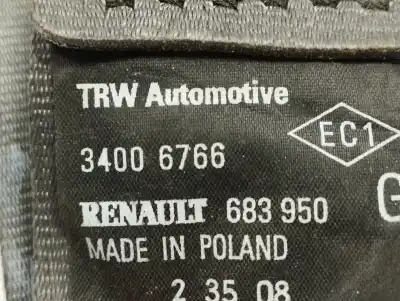 TRW Automotive
EC1
3400 6766
G
RENAULT 683 950
MADE IN POLAND
2 35 08